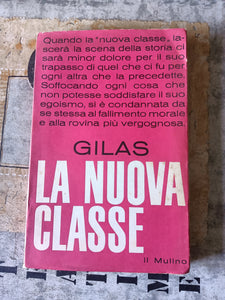 Quando la "nuova classe" la-
scerà la scena della storia ci
sarà minor dolore per il suo
trapasso di quel che ci fu per
ogni altra che la precedette.
Soffocando ogni cosa che
non potesse soddisfare il suo
egoismo, si è condannata da
se stessa al fallimento morale
e alla rovina più vergognosa.
GILAS
LA NUOVA
CLASSE
Il Mulino